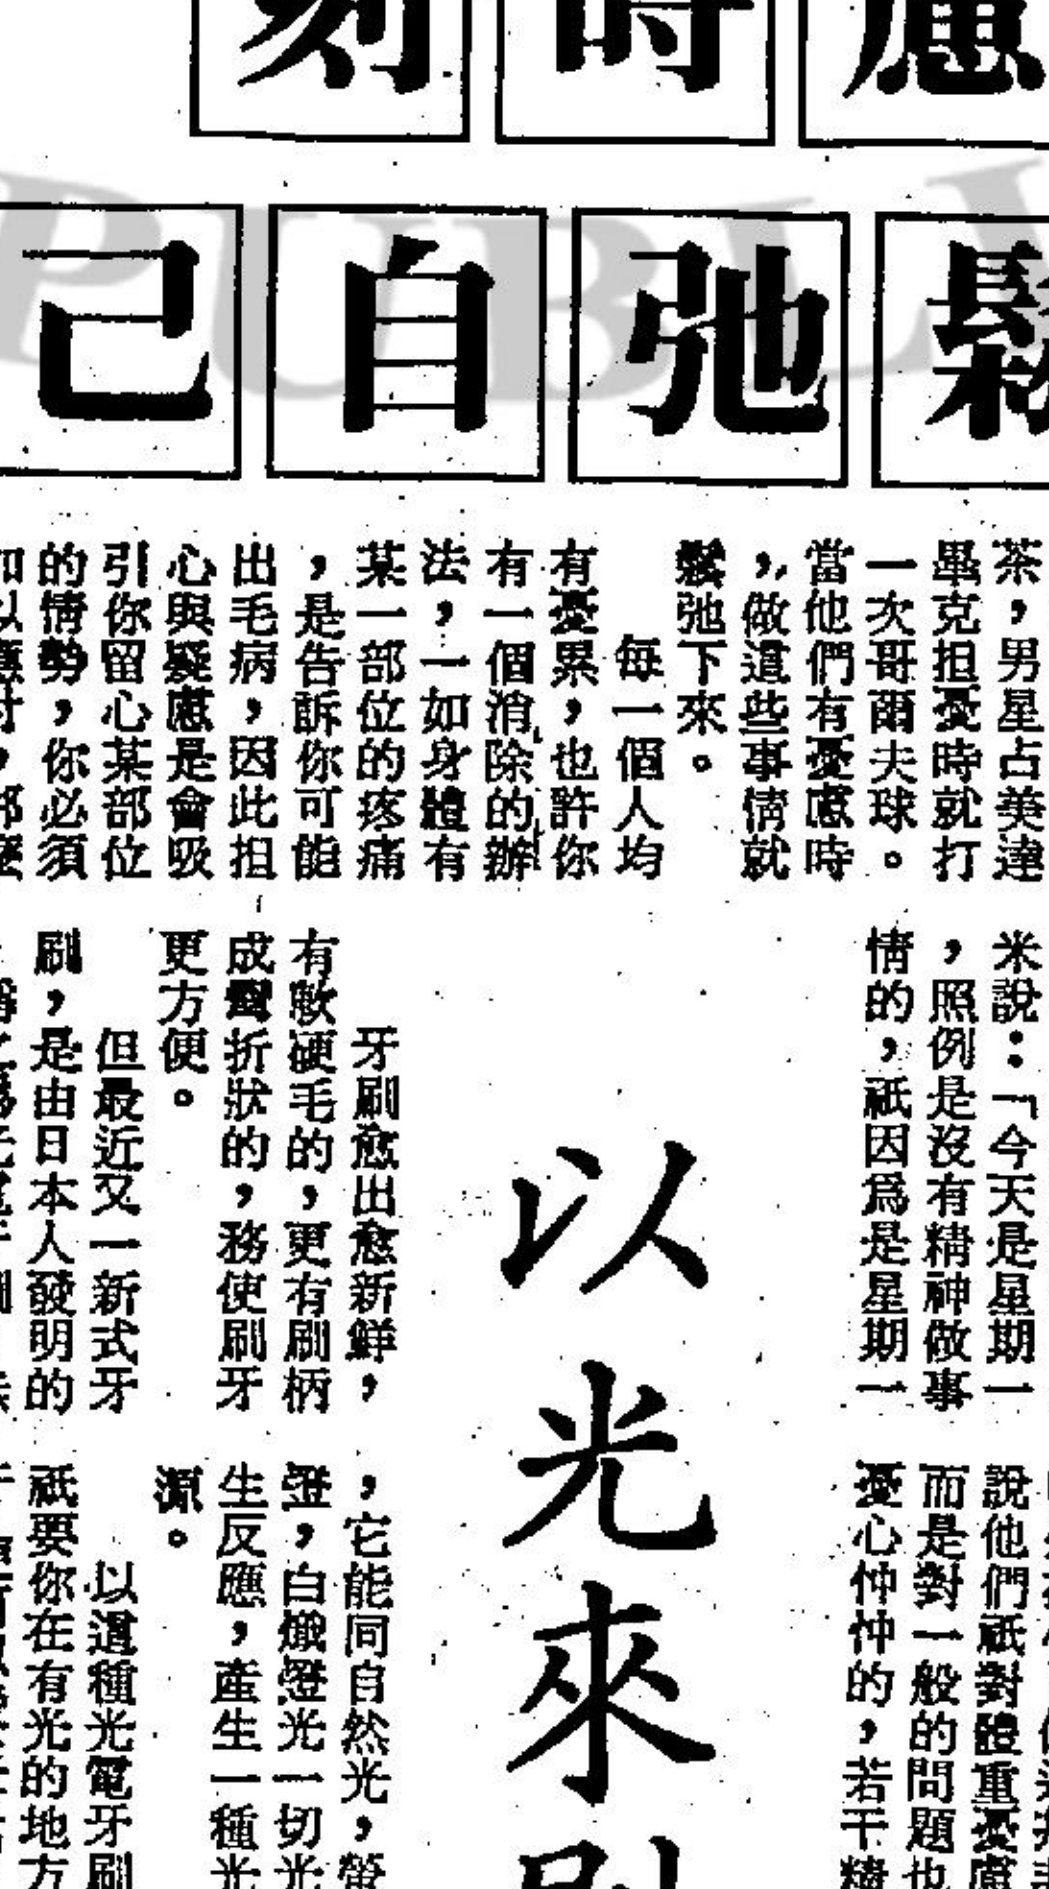 慮時刻
鬆弛自己
茶，男星占美達
畢克担憂時就打
一次哥爾夫球。
當他們有憂慮時
，做這些事情就
鬆弛下來。
每一個人均
有憂累，也許你
有一個消除的辦
法，一如身體有
某一部位的疼痛
，是告訴你可能
出毛病，因此担
心與疑慮是會吸
引你留心某部位
的情勢，你必須
米說：「今天是星期一
，照例是沒有精神做事
情的，祇因爲是星期一
以光來刷
牙刷愈出愈新鮮，
有軟硬毛的，更有刷柄
成彎折狀的，務使刷牙
更方便。
但最近又一新式牙
刷，是由日本人發明的
說他們祇對體重憂慮
而是對一般的問題也
憂心忡忡的，若干精
，它能同自然光，螢
燈，白熾燈光一切光
生反應，產生一種光
源。
以這種光電牙刷
祇要你在有光的地方
PUBLI